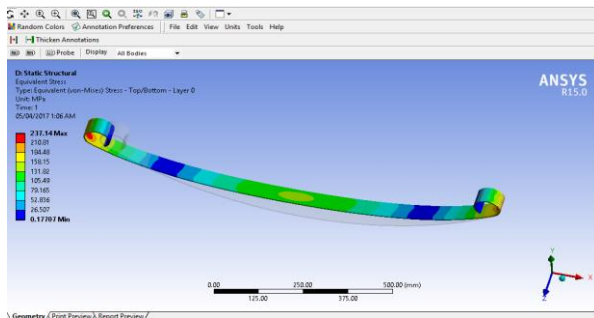 Random Colors Annotation Preferences File Edit View Units Tools Help
Thicken Annotations
Probe Display All Bodies
D: Static Structural
Equivalent Stress
Type: Equivalent (von-Mises) Stress - Top/Bottom - Layer 0
Unit: MPa
Time: 1
05/04/2017 1:06 AM
ANSYS
R15.0
237.14 Max
210.81
184.48
158.15
131.82
105.49
79.165
52.836
26.507
0.17707 Min
0.00 250.00 500.00 (mm)
125.00 375.00
Y
X
Z
Geometry Print Preview Report Preview